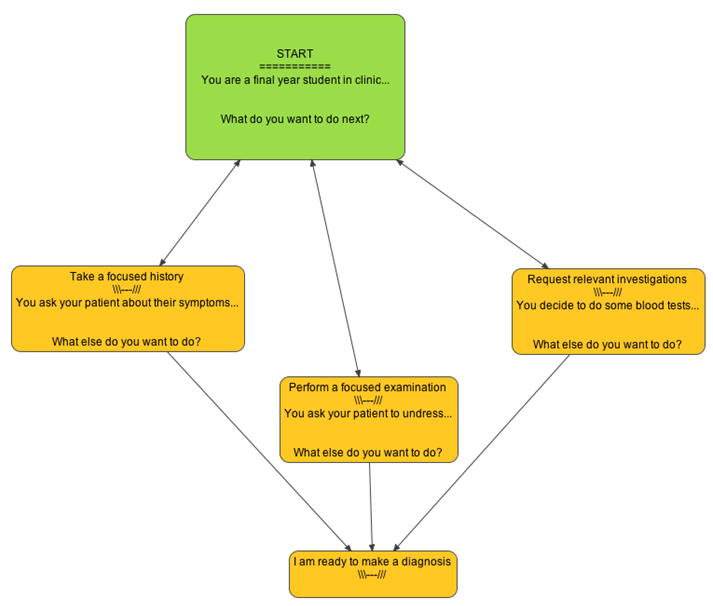 START
===========
You are a final year student in clinic...
What do you want to do next?
Take a focused history
\\\---///
You ask your patient about their symptoms...
What else do you want to do?
Request relevant investigations
\\\---///
You decide to do some blood tests...
What else do you want to do?
Perform a focused examination
\\\---///
You ask your patient to undress...
What else do you want to do?
I am ready to make a diagnosis
\\\---///